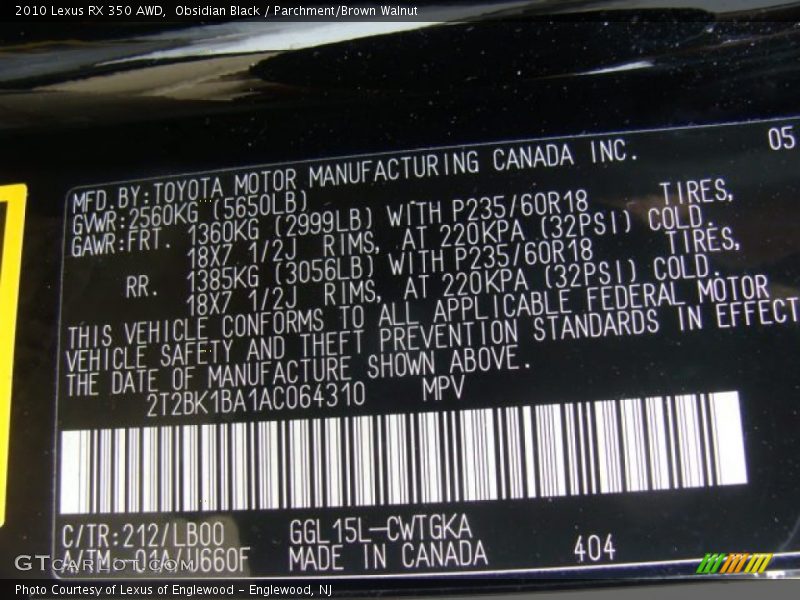 2010 Lexus RX 350 AWD,  Obsidian Black / Parchment/Brown Walnut
05
MFD.BY:TOYOTA MOTOR MANUFACTURING CANADA INC.
GVWR:2560KG (5650LB)
GAWR:FRT. 1360KG (2999LB) WITH P235/60R18 TIRES,
18X7 1/2J RIMS, AT 220KPA (32PSI) COLD.
RR. 1385KG (3056LB) WITH P235/60R18 TIRES,
18X7 1/2J RIMS, AT 220KPA (32PSI) COLD.
THIS VEHICLE CONFORMS TO ALL APPLICABLE FEDERAL MOTOR
VEHICLE SAFETY AND THEFT PREVENTION STANDARDS IN EFFECT
THE DATE OF MANUFACTURE SHOWN ABOVE.
2T2BK1BA1AC064310 MPV
C/TR:212/LB00 GGL15L-CWTGKA
A/TM-01A/U660F MADE IN CANADA 404
GTcarlot.com
Photo Courtesy of Lexus of Englewood - Englewood, NJ